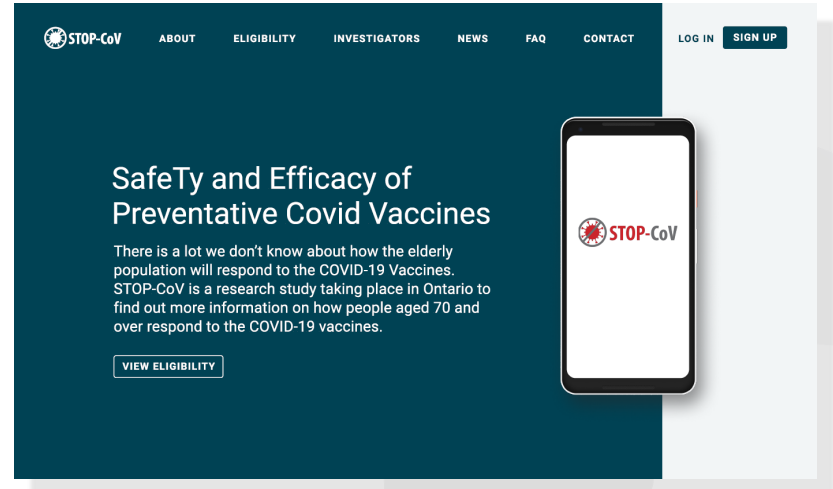 STOP-CoV ABOUT ELIGIBILITY INVESTIGATORS NEWS FAQ CONTACT LOG IN SIGN UP
SafeTy and Efficacy of
Preventative Covid Vaccines
There is a lot we don’t know about how the elderly
population will respond to the COVID-19 Vaccines.
STOP-CoV is a research study taking place in Ontario to
find out more information on how people aged 70 and
over respond to the COVID-19 vaccines.
VIEW ELIGIBILITY
STOP-CoV